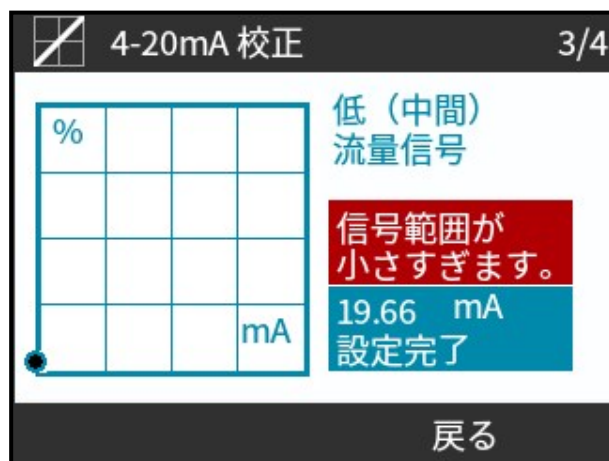 4-20mA 校正
3/4
%
mA
低（中間）
流量信号
信号範囲が
小さすぎます。
19.66 mA
設定完了
戻る